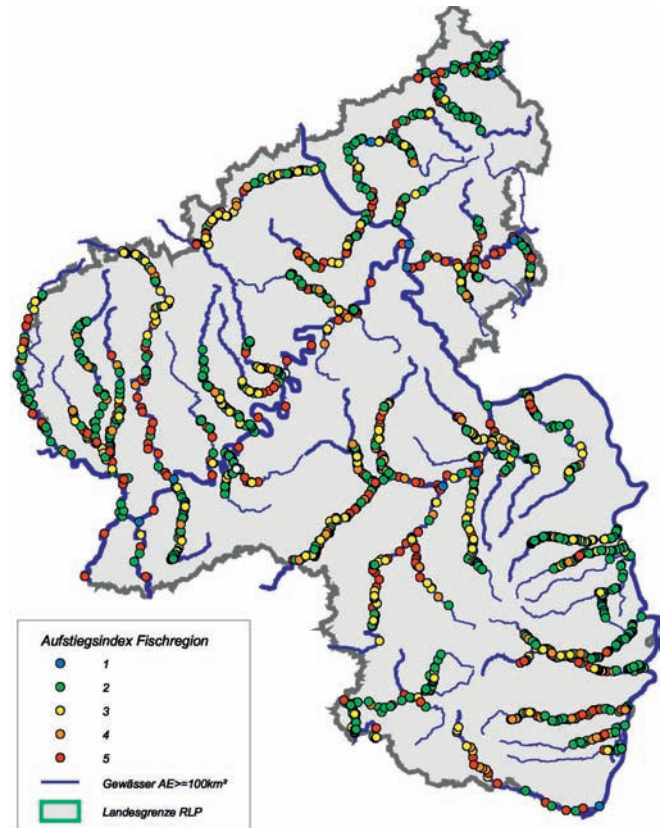 Aufstiegsindex Fischregion
1
2
3
4
5
Gewässer AE>=100km²
Landesgrenze RLP